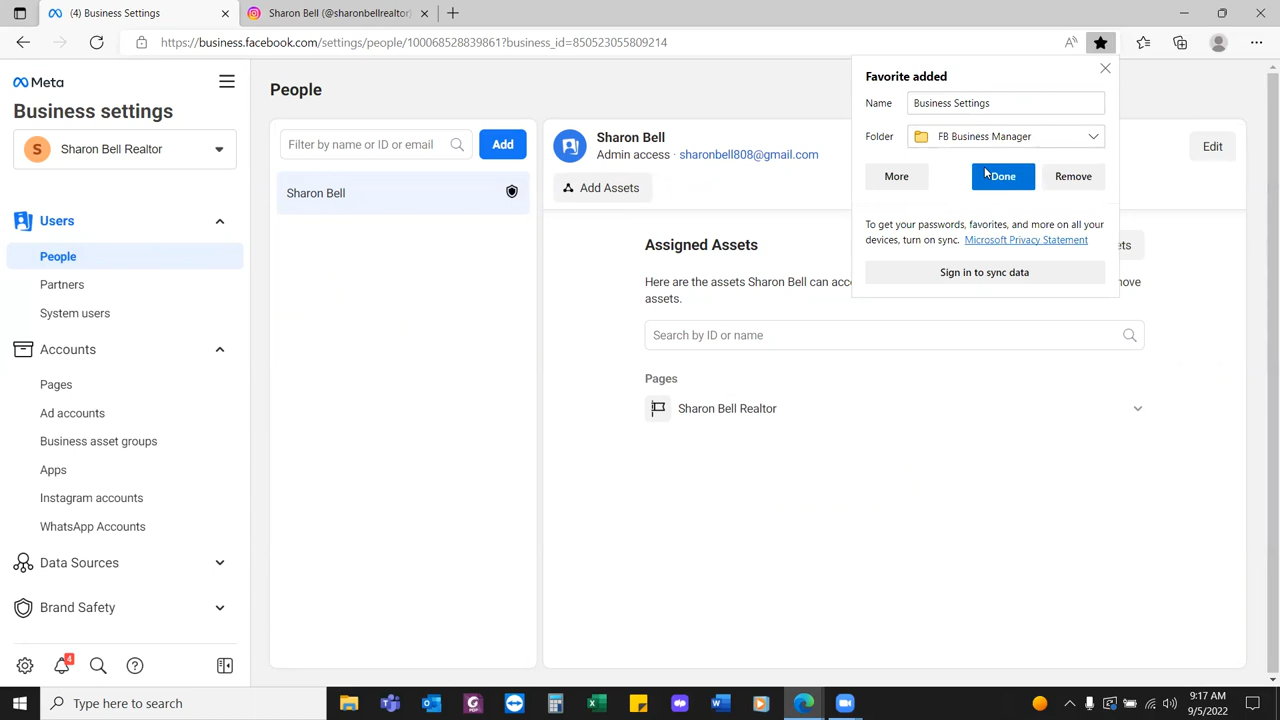 (4) Business Settings
Sharon Bell (@sharonbellrealtor)
https://business.facebook.com/settings/people/100068528839861?business_id=850523055809214
Meta
Business settings
S
Sharon Bell Realtor
Users
People
Partners
System users
Accounts
Pages
Ad accounts
Business asset groups
Apps
Instagram accounts
WhatsApp Accounts
Data Sources
Brand Safety
4
People
Filter by name or ID or email
Add
Sharon Bell
Sharon Bell
Admin access · sharonbell808@gmail.com
Edit
Add Assets
Assigned Assets
Here are the assets Sharon Bell can
assets.
Search by ID or name
Pages
Sharon Bell Realtor
Favorite added
Name
Business Settings
Folder
FB Business Manager
More
Done
Remove
To get your passwords, favorites, and more on all your
devices, turn on sync. Microsoft Privacy Statement
Sign in to sync data
Type here to search
9:17 AM
9/5/2022